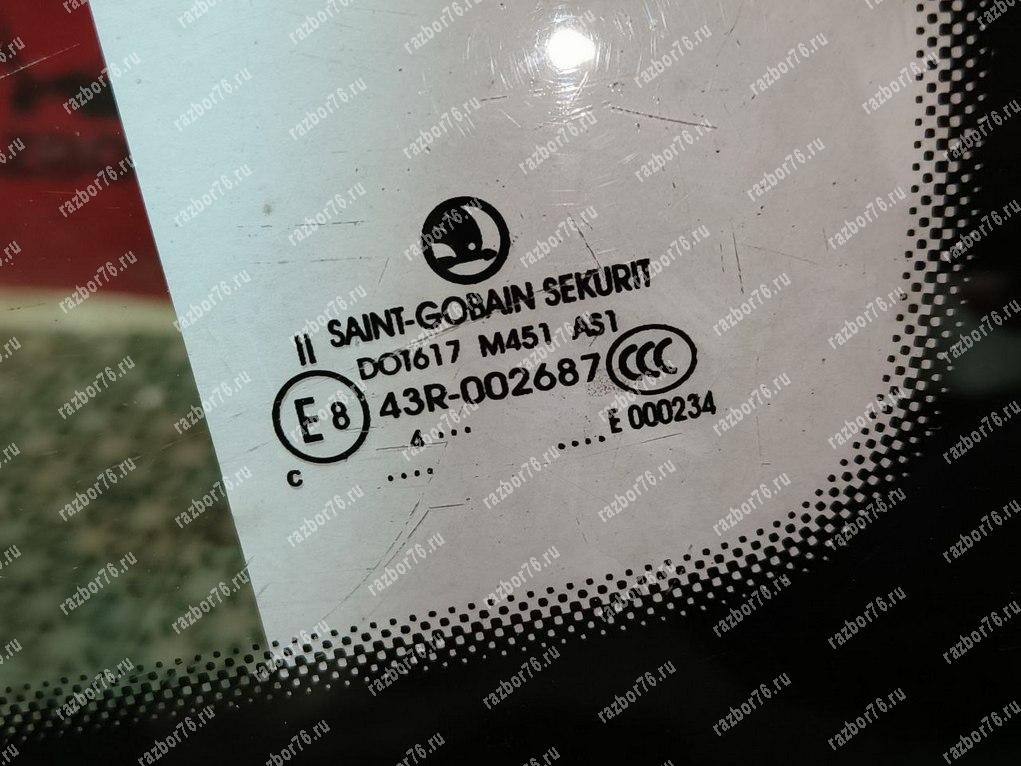 II SAINT-GOBAIN SEKURIT
DOT617 M451 AS1
E8 43R-002687 CCC
4 ... .... E 000234
c ....
razbor76.ru